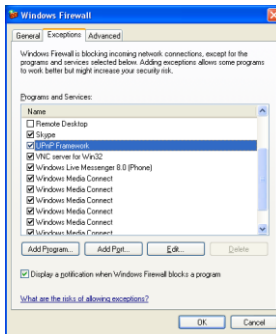 Windows Firewall
General Exceptions Advanced
Windows Firewall is blocking incoming network connections, except for the
programs and services selected below. Adding exceptions allows some programs
to work better but might increase your security risk.
Programs and Services:
Name
Remote Desktop
Skype
UPnP Framework
VNC server for Win32
Windows Live Messenger 8.0 (Phone)
Windows Media Connect
Windows Media Connect
Windows Media Connect
Windows Media Connect
Windows Media Connect
Windows Media Connect
Add Program... Add Port... Edit... Delete
Display a notification when Windows Firewall blocks a program
What are the risks of allowing exceptions?
OK Cancel